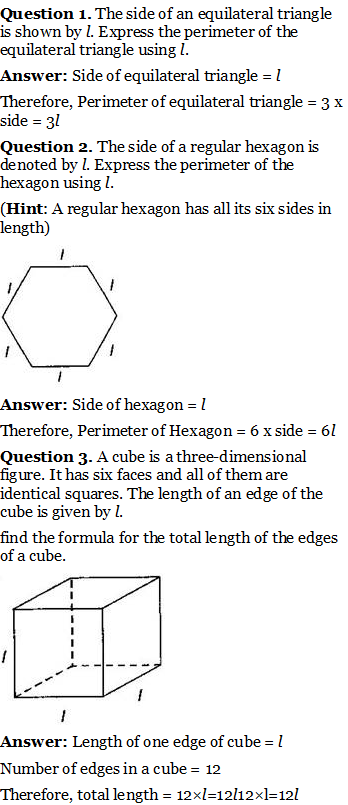 Question 1. The side of an equilateral triangle
is shown by l. Express the perimeter of the
equilateral triangle using l.
Answer: Side of equilateral triangle = l
Therefore, Perimeter of equilateral triangle = 3 x
side = 3l
Question 2. The side of a regular hexagon is
denoted by l. Express the perimeter of the
hexagon using l.
(Hint: A regular hexagon has all its six sides in
length)
l
l
l
l
l
l
Answer: Side of hexagon = l
Therefore, Perimeter of Hexagon = 6 x side = 6l
Question 3. A cube is a three-dimensional
figure. It has six faces and all of them are
identical squares. The length of an edge of the
cube is given by l.
find the formula for the total length of the edges
of a cube.
l
l
l
Answer: Length of one edge of cube = l
Number of edges in a cube = 12
Therefore, total length = 12×l=12l12×l=12l